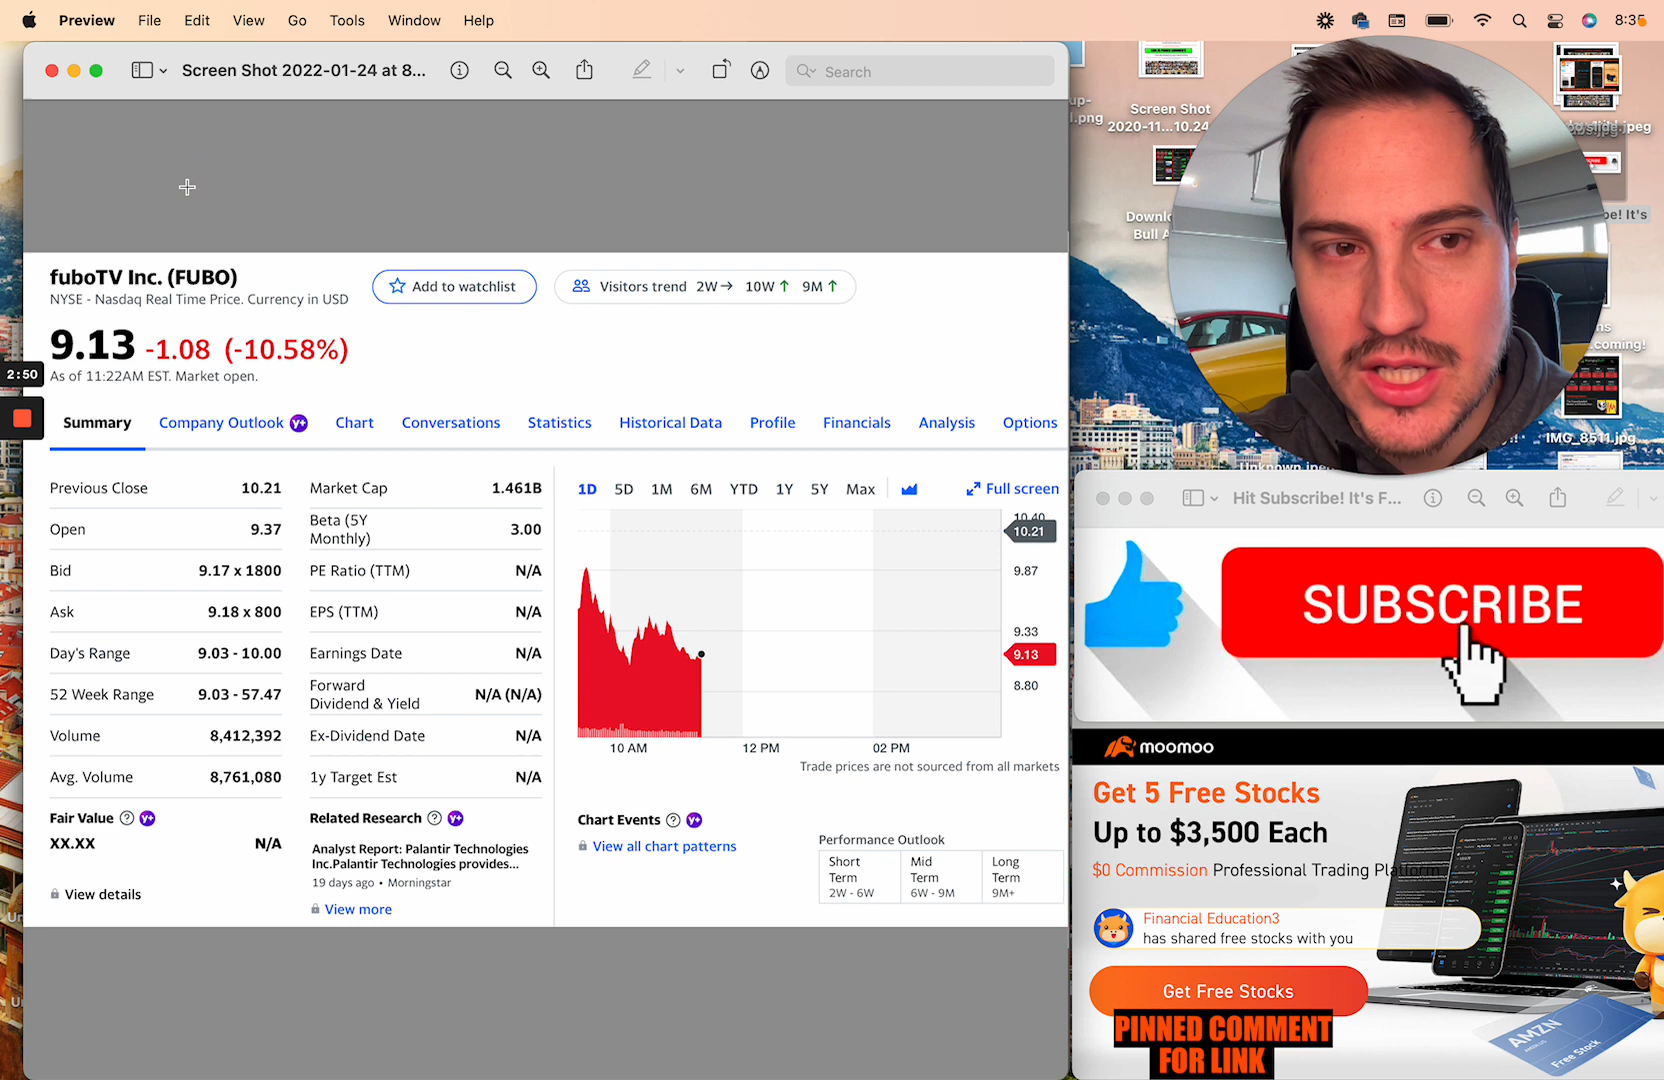 Preview File Edit View Go Tools Window Help
Screen Shot 2022-01-24 at 8...
Search
fuboTV Inc. (FUBO)
NYSE - Nasdaq Real Time Price. Currency in USD
Add to watchlist
Visitors trend 2W→ 10W↑ 9M↑
9.13 -1.08 (-10.58%)
As of 11:22AM EST. Market open.
2:50
Summary Company Outlook Y+ Chart Conversations Statistics Historical Data Profile Financials Analysis Options
Previous Close 10.21
Open 9.37
Bid 9.17 x 1800
Ask 9.18 x 800
Day's Range 9.03 - 10.00
52 Week Range 9.03 - 57.47
Volume 8,412,392
Avg. Volume 8,761,080
Market Cap 1.461B
Beta (5Y
Monthly) 3.00
PE Ratio (TTM) N/A
EPS (TTM) N/A
Earnings Date N/A
Forward
Dividend & Yield N/A (N/A)
Ex-Dividend Date N/A
1y Target Est N/A
Fair Value ? Y+
XX.XX N/A
View details
Related Research ? Y+
Analyst Report: Palantir Technologies
Inc.Palantir Technologies provides...
19 days ago • Morningstar
View more
1D 5D 1M 6M YTD 1Y 5Y Max Full screen
10.40
10.21
9.87
9.33
9.13
8.80
10 AM 12 PM 02 PM
Trade prices are not sourced from all markets
Chart Events ? Y+
View all chart patterns
Performance Outlook
Short
Term
2W - 6W
Mid
Term
6W - 9M
Long
Term
9M+
Screen Shot
2020-11...10.24
Downl
Bull A
be! It's
coming!
IMG_8511.jpg
Hit Subscribe! It's F...
SUBSCRIBE
moomoo
Get 5 Free Stocks
Up to $3,500 Each
$0 Commission Professional Trading Platform
Financial Education3
has shared free stocks with you
Get Free Stocks
PINNED COMMENT
FOR LINK
AMZN
Free Stock